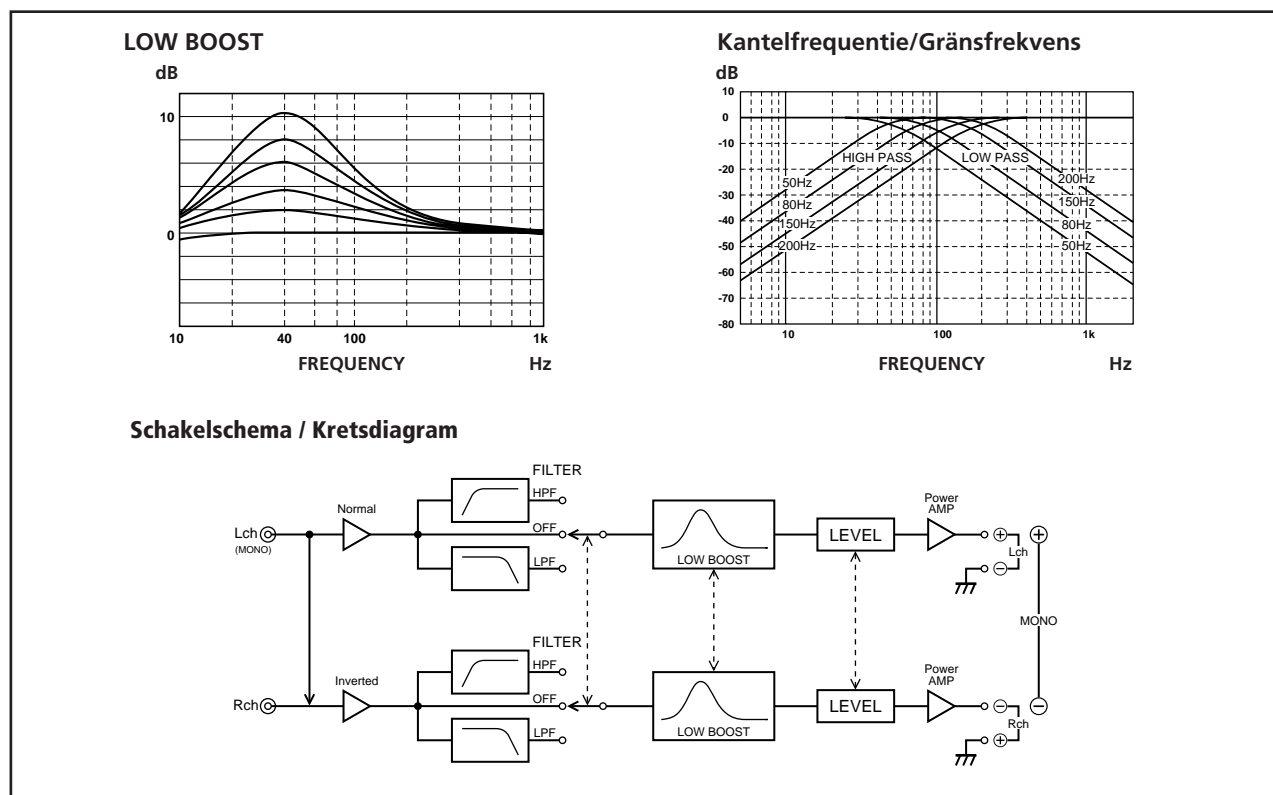 LOW BOOST
dB
10
0
10 40 100 1k
FREQUENCY Hz
Kantelfrequentie/Gränsfrekvens
dB
10
0
-10
-20
-30
-40
-50
-60
-70
-80
HIGH PASS LOW PASS
50Hz
80Hz
150Hz
200Hz
200Hz
150Hz
80Hz
50Hz
10 100 1k
FREQUENCY Hz
Schakelschema / Kretsdiagram
FILTER
HPF
Normal
Lch
(MONO)
OFF
LPF
LOW BOOST
LEVEL
Power
AMP
+
Lch
−
+
MONO
FILTER
HPF
Inverted
Rch
OFF
LPF
LOW BOOST
LEVEL
Power
AMP
−
Rch
+
−